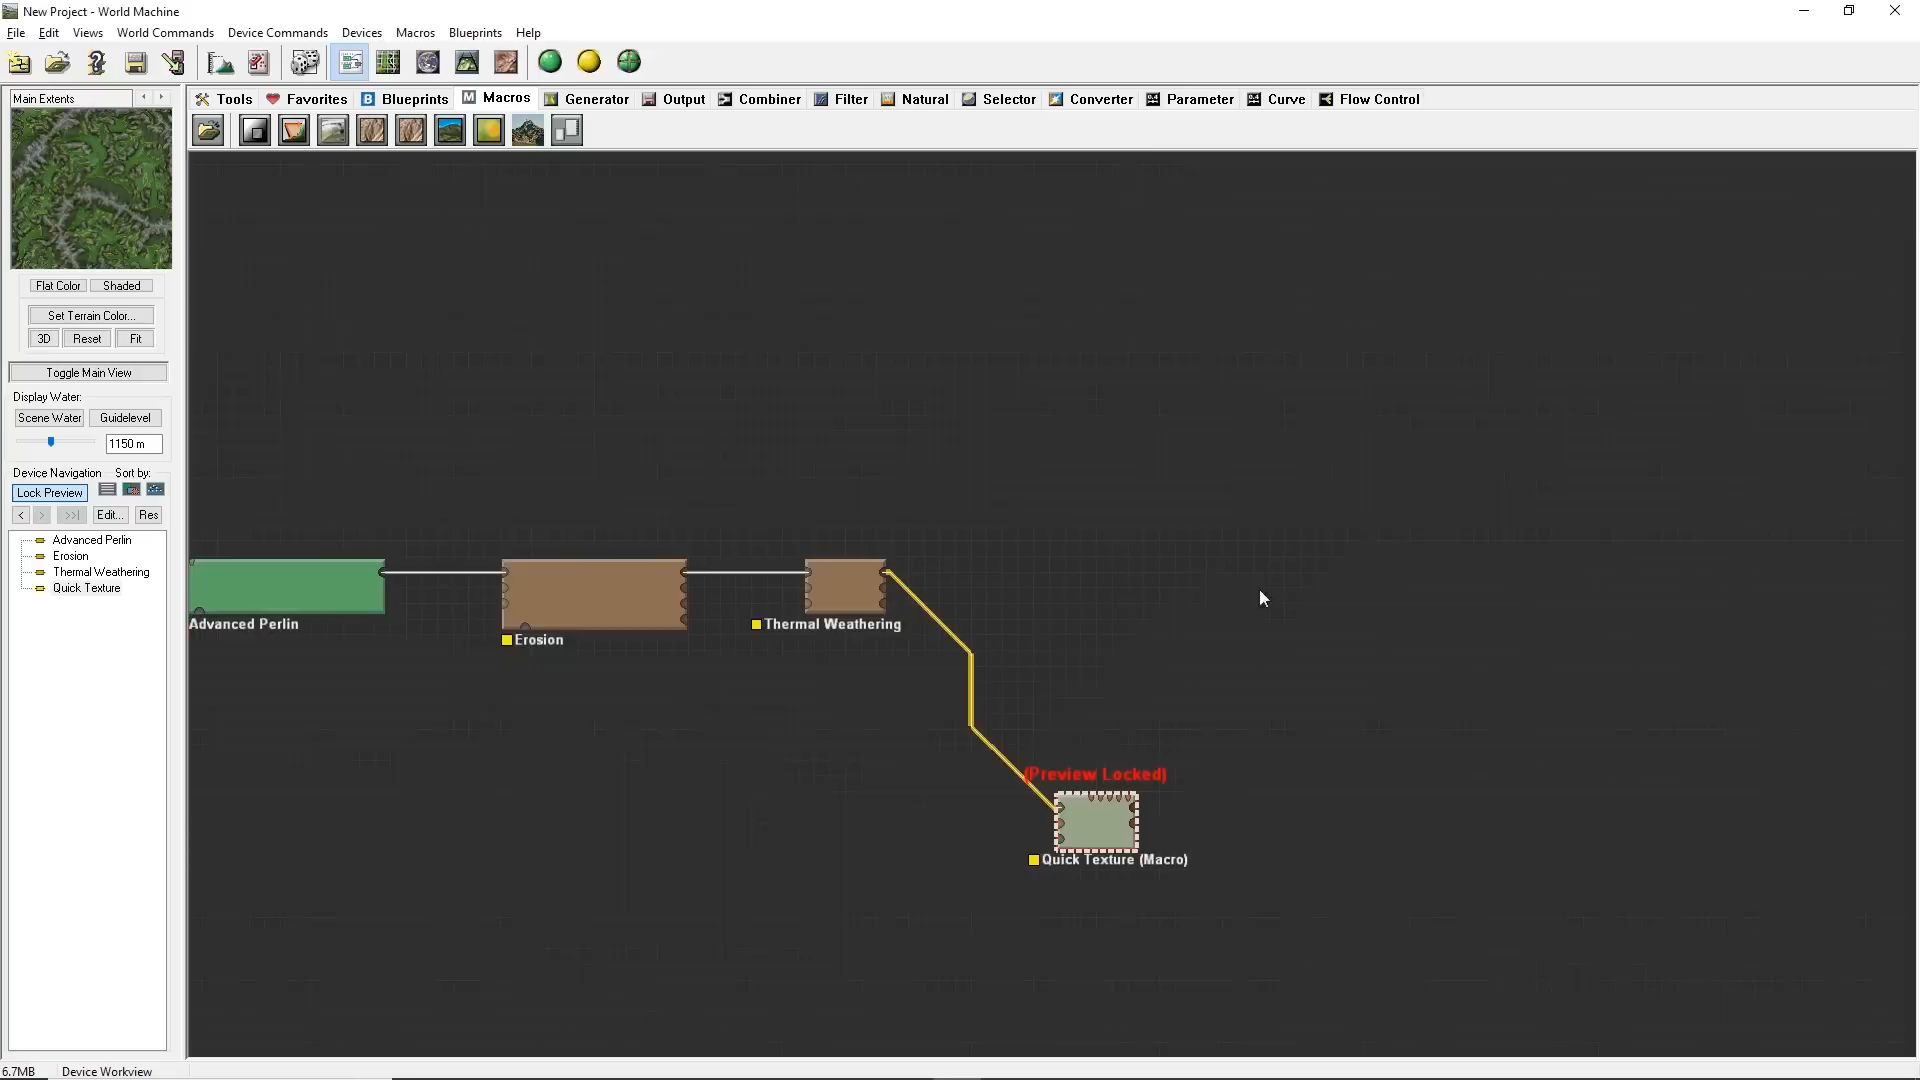 New Project - World Machine
File Edit Views World Commands Device Commands Devices Macros Blueprints Help
Main Extents
Tools Favorites B Blueprints M Macros Generator Output Combiner Filter Natural Selector Converter Parameter Curve Flow Control
Flat Color Shaded
Set Terrain Color...
3D Reset Fit
Toggle Main View
Display Water:
Scene Water Guidelevel
1150 m
Device Navigation Sort by:
Lock Preview
< > >>| Edit... Res
Advanced Perlin
Erosion
Thermal Weathering
Quick Texture
Advanced Perlin
Erosion
Thermal Weathering
(Preview Locked)
Quick Texture (Macro)
6.7MB Device Workview